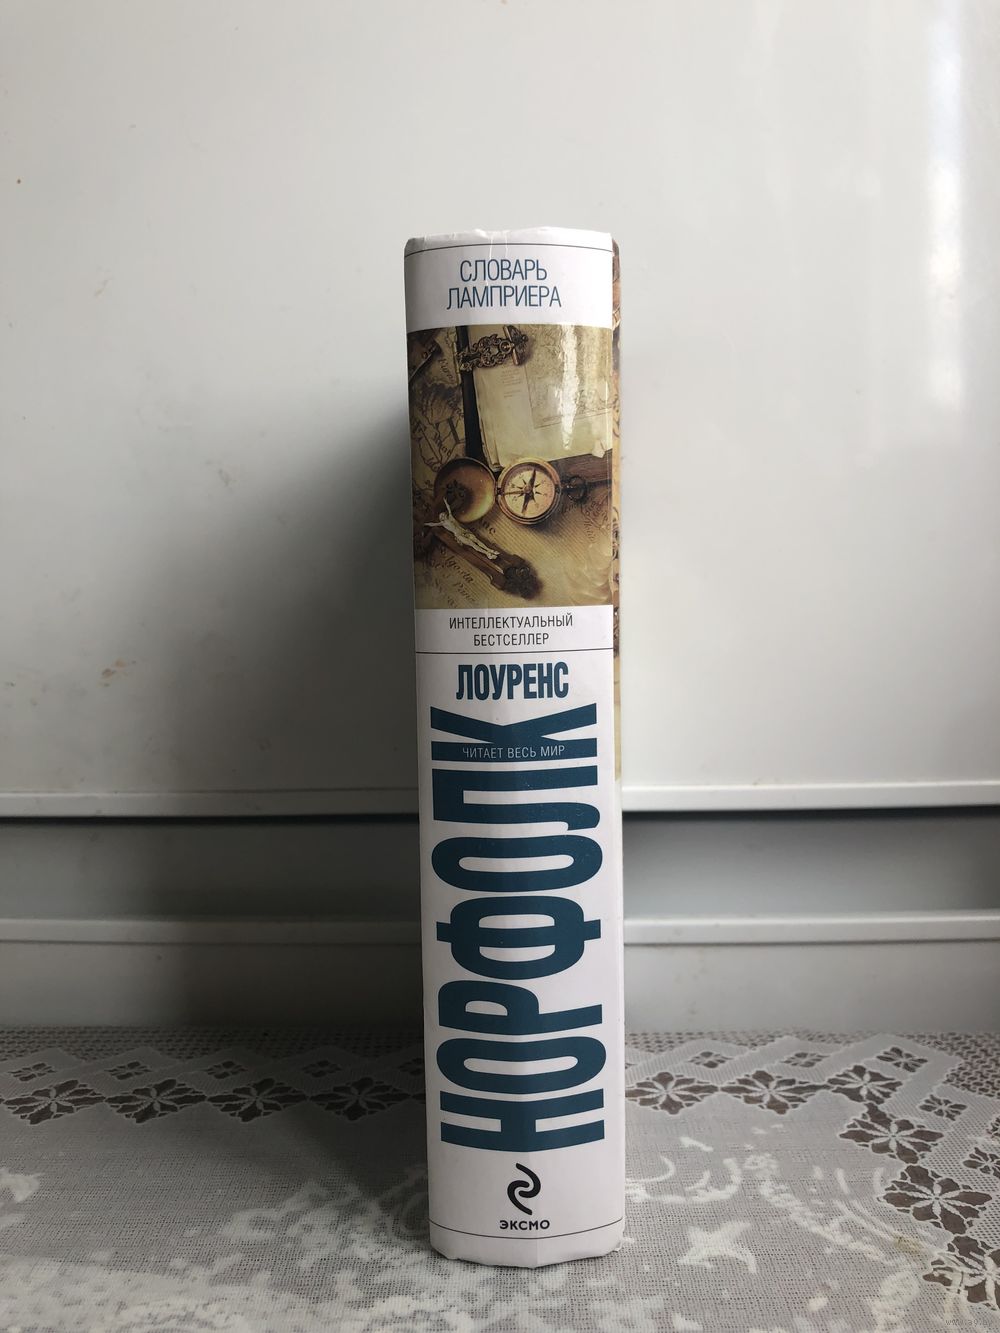 СЛОВАРЬ
ЛАМПРИЕРА
ИНТЕЛЛЕКТУАЛЬНЫЙ
БЕСТСЕЛЛЕР
ЛОУРЕНС
ЧИТАЕТ ВЕСЬ МИР
НОРФОЛК
ЭКСМО